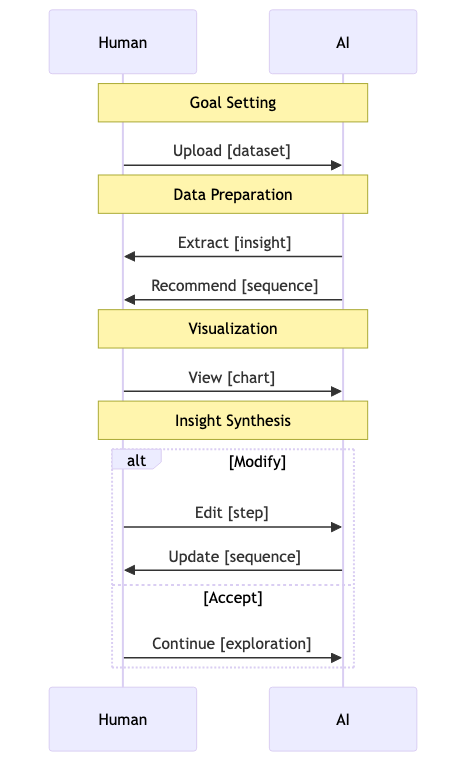 Human
AI
Goal Setting
Upload [dataset]
Data Preparation
Extract [insight]
Recommend [sequence]
Visualization
View [chart]
Insight Synthesis
alt
[Modify]
Edit [step]
Update [sequence]
[Accept]
Continue [exploration]
Human
AI